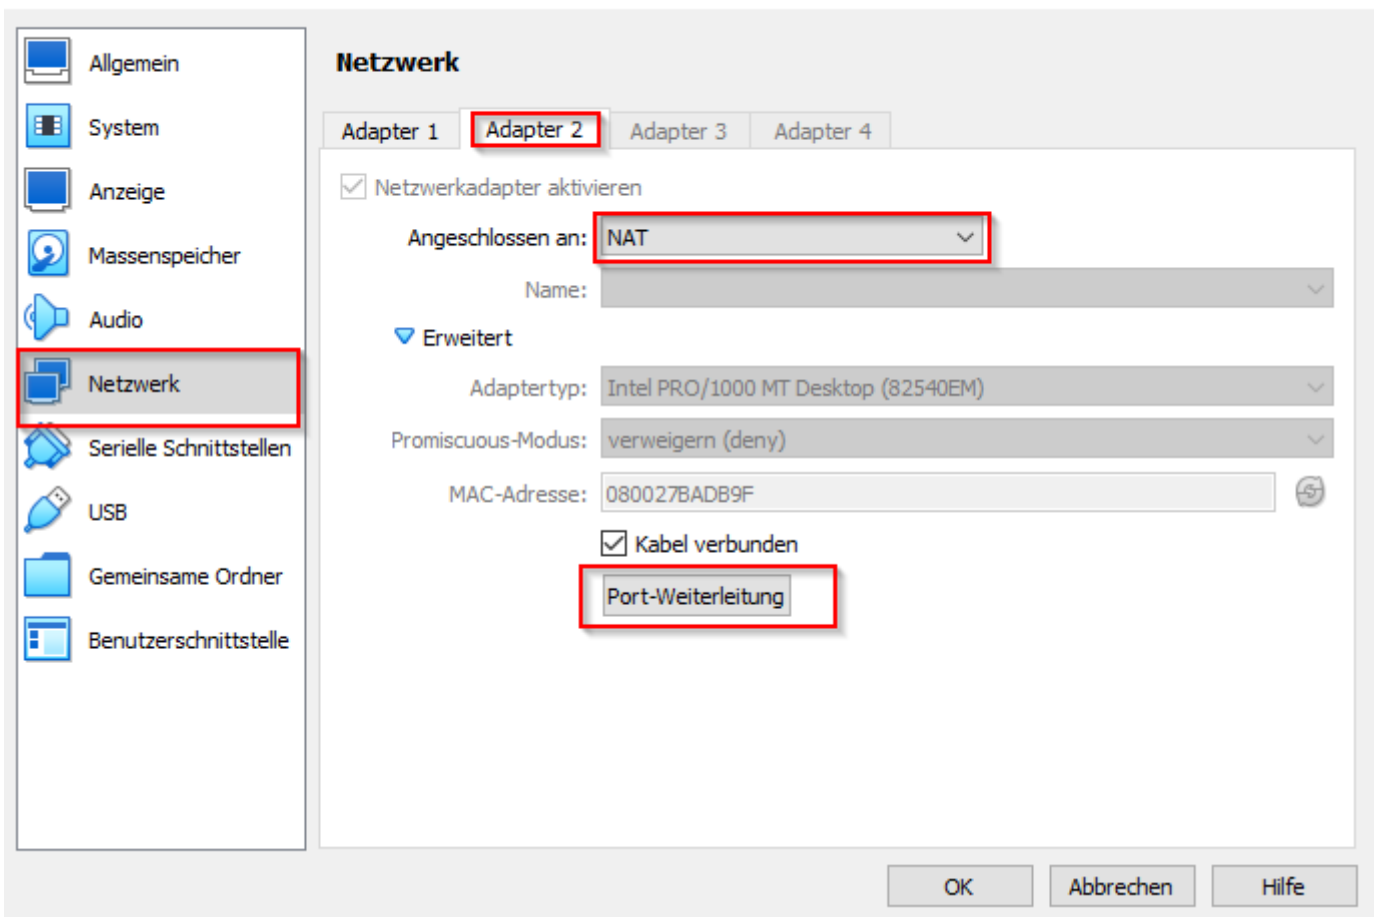 Allgemein
System
Anzeige
Massenspeicher
Audio
Netzwerk
Serielle Schnittstellen
USB
Gemeinsame Ordner
Benutzerschnittstelle
Netzwerk
Adapter 1 Adapter 2 Adapter 3 Adapter 4
Netzwerkadapter aktivieren
Angeschlossen an: NAT
Name:
Erweitert
Adaptertyp: Intel PRO/1000 MT Desktop (82540EM)
Promiscuous-Modus: verweigern (deny)
MAC-Adresse: 080027BADB9F
Kabel verbunden
Port-Weiterleitung
OK Abbrechen Hilfe